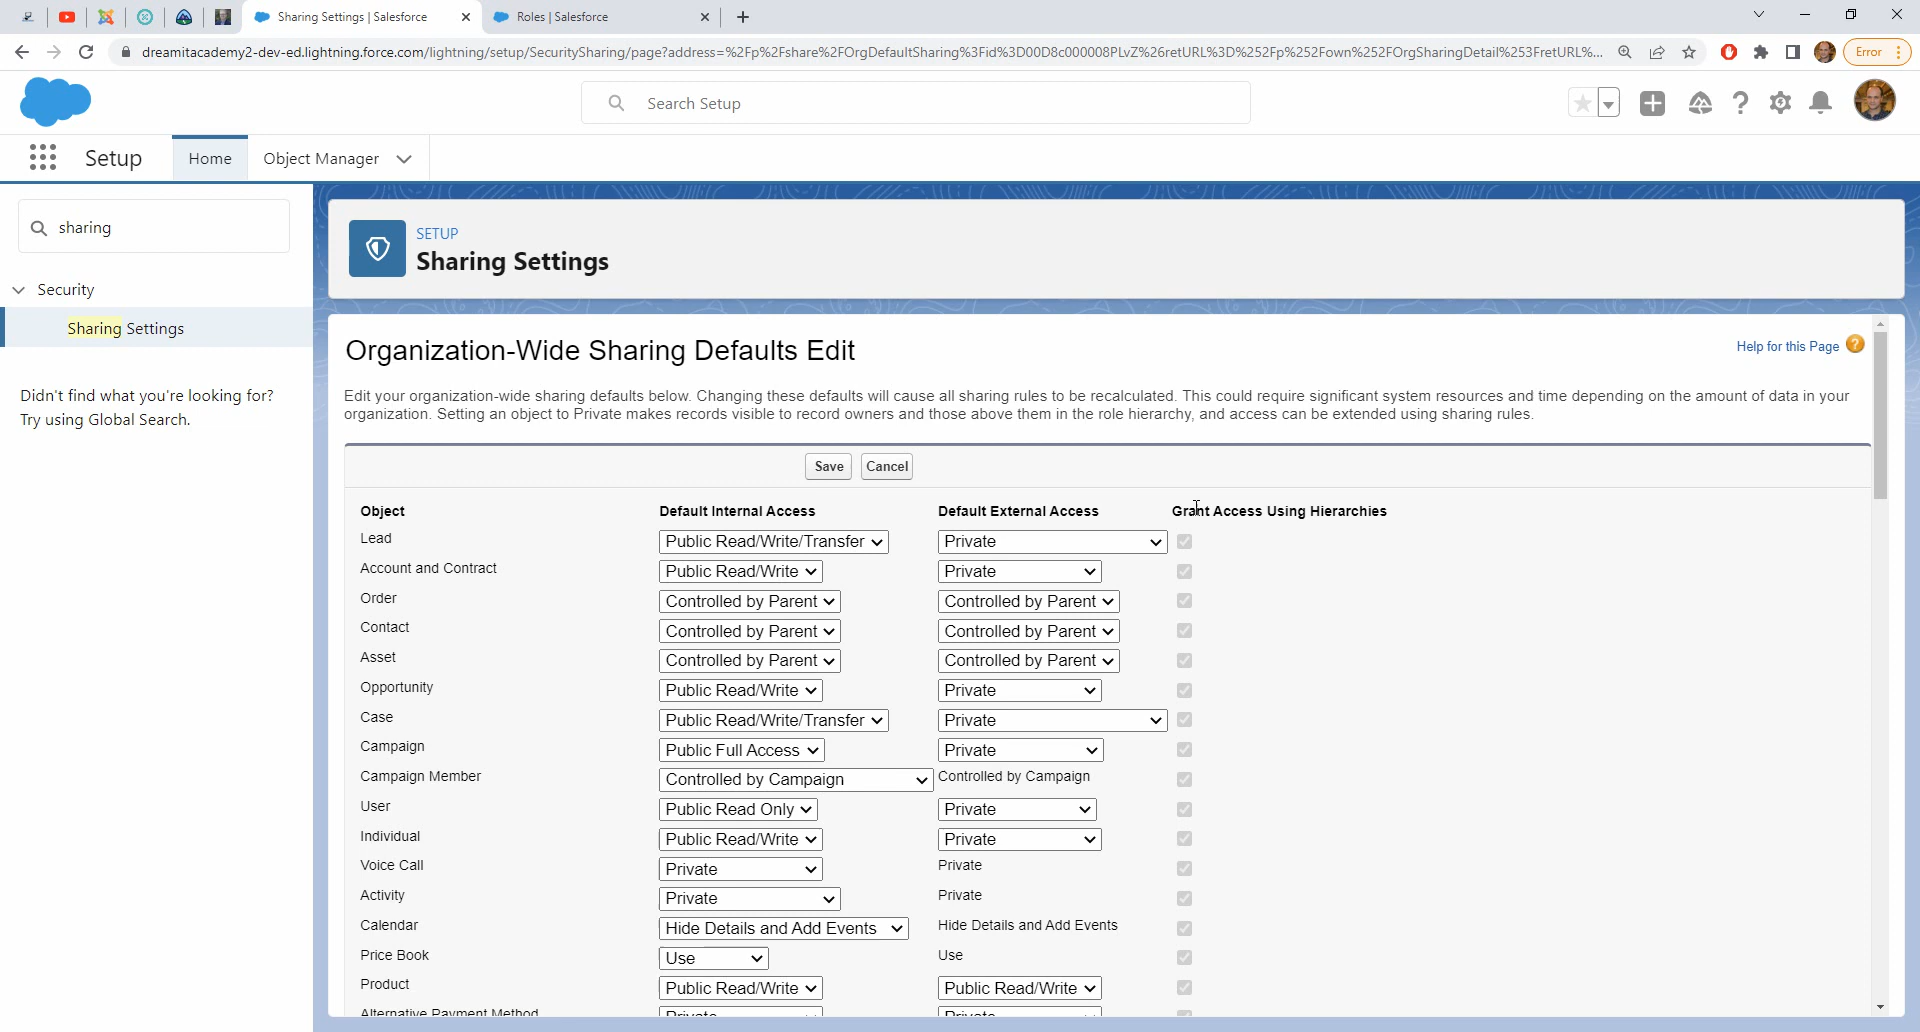 Sharing Settings | Salesforce
Roles | Salesforce
dreamitacademy2-dev-ed.lightning.force.com/lightning/setup/SecuritySharing/page?address=%2Fp%2Fshare%2FOrgDefaultSharing%3Fid%3D00D8c000008PLvZ%26retURL%3D%252Fp%252Fown%252FOrgSharingDetail%253FretURL%...
Error
Search Setup
Setup
Home
Object Manager
sharing
Security
Sharing Settings
Didn't find what you're looking for?
Try using Global Search.
SETUP
Sharing Settings
Organization-Wide Sharing Defaults Edit
Help for this Page
Edit your organization-wide sharing defaults below. Changing these defaults will cause all sharing rules to be recalculated. This could require significant system resources and time depending on the amount of data in your
organization. Setting an object to Private makes records visible to record owners and those above them in the role hierarchy, and access can be extended using sharing rules.
Save Cancel
Object Default Internal Access Default External Access Grant Access Using Hierarchies
Lead Public Read/Write/Transfer Private
Account and Contract Public Read/Write Private
Order Controlled by Parent Controlled by Parent
Contact Controlled by Parent Controlled by Parent
Asset Controlled by Parent Controlled by Parent
Opportunity Public Read/Write Private
Case Public Read/Write/Transfer Private
Campaign Public Full Access Private
Campaign Member Controlled by Campaign Controlled by Campaign
User Public Read Only Private
Individual Public Read/Write Private
Voice Call Private Private
Activity Private Private
Calendar Hide Details and Add Events Hide Details and Add Events
Price Book Use Use
Product Public Read/Write Public Read/Write
Alternative Payment Method Private Private